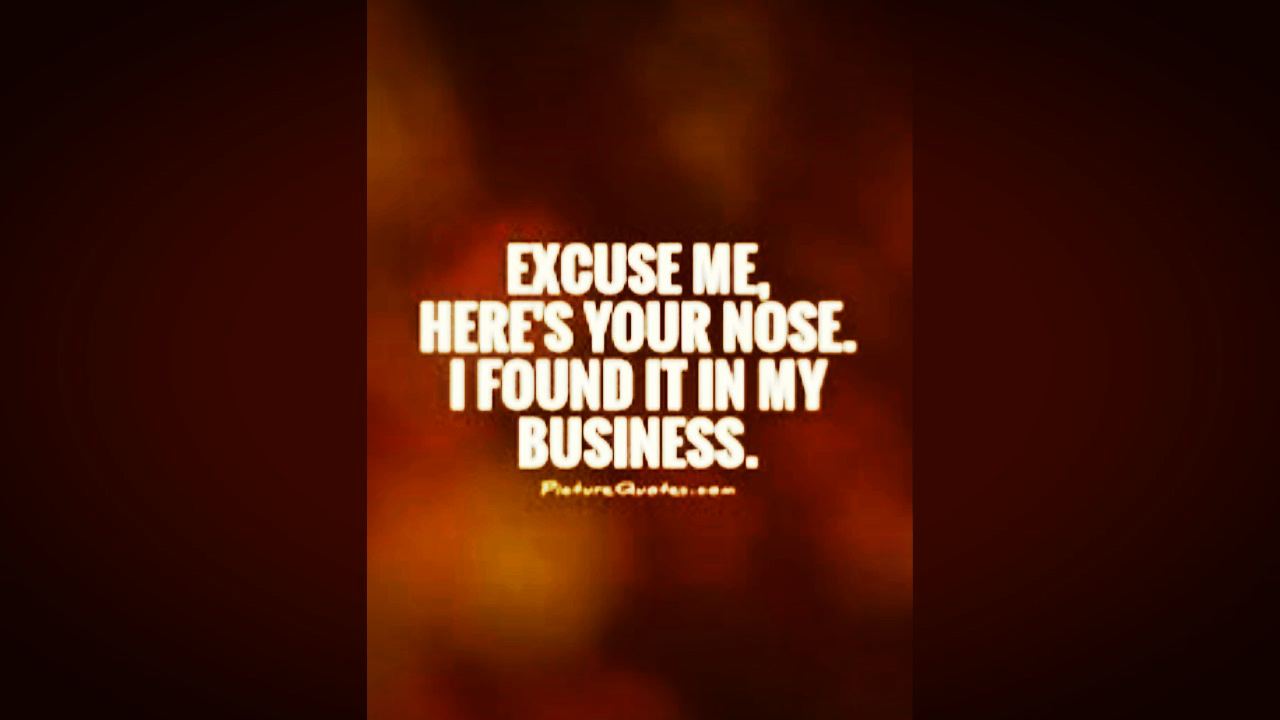 EXCUSE ME,
HERE'S YOUR NOSE.
I FOUND IT IN MY
BUSINESS.
PictureQuotes.com